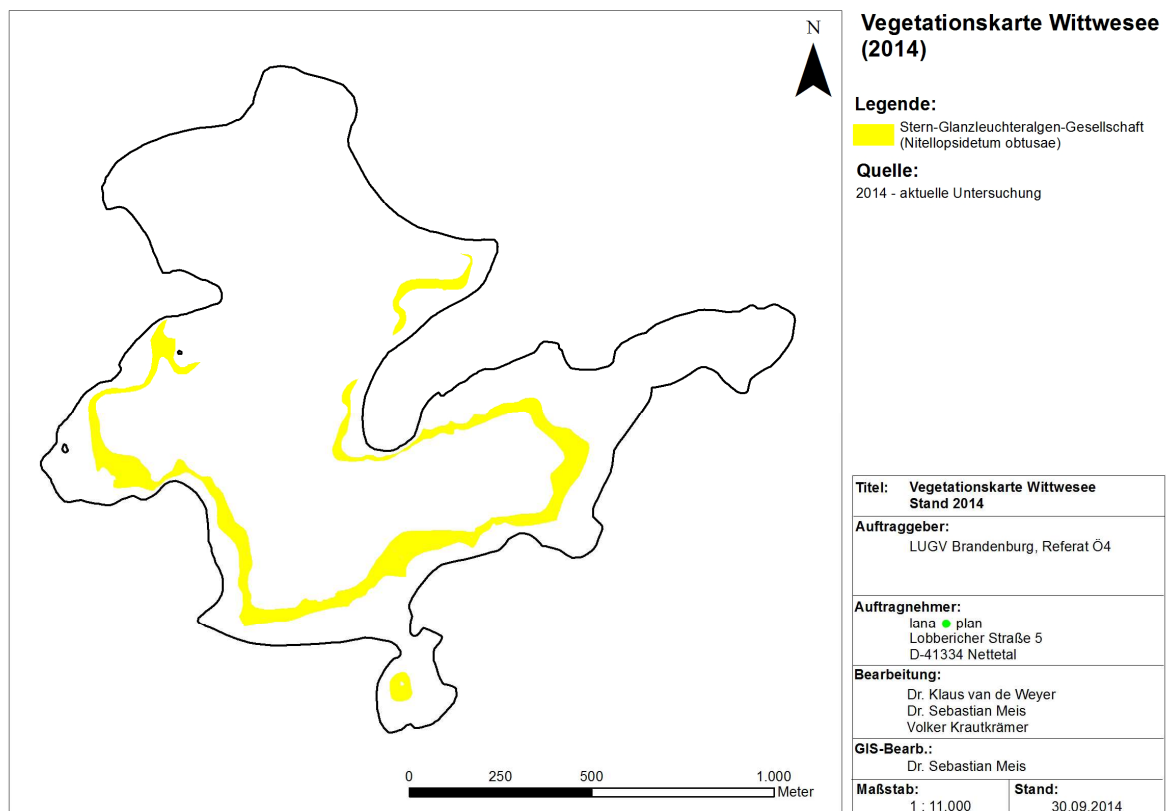 N
0 250 500 1.000
Meter
Vegetationskarte Wittwesee
(2014)
Legende:
Stern-Glanzleuchteralgen-Gesellschaft
(Nitellopsidetum obtusae)
Quelle:
2014 - aktuelle Untersuchung
Titel: Vegetationskarte Wittwesee
Stand 2014
Auftraggeber:
LUGV Brandenburg, Referat Ö4
Auftragnehmer:
lana plan
Lobbericher Straße 5
D-41334 Nettetal
Bearbeitung:
Dr. Klaus van de Weyer
Dr. Sebastian Meis
Volker Krautkrämer
GIS-Bearb.:
Dr. Sebastian Meis
Maßstab: Stand:
1 : 11.000 30.09.2014